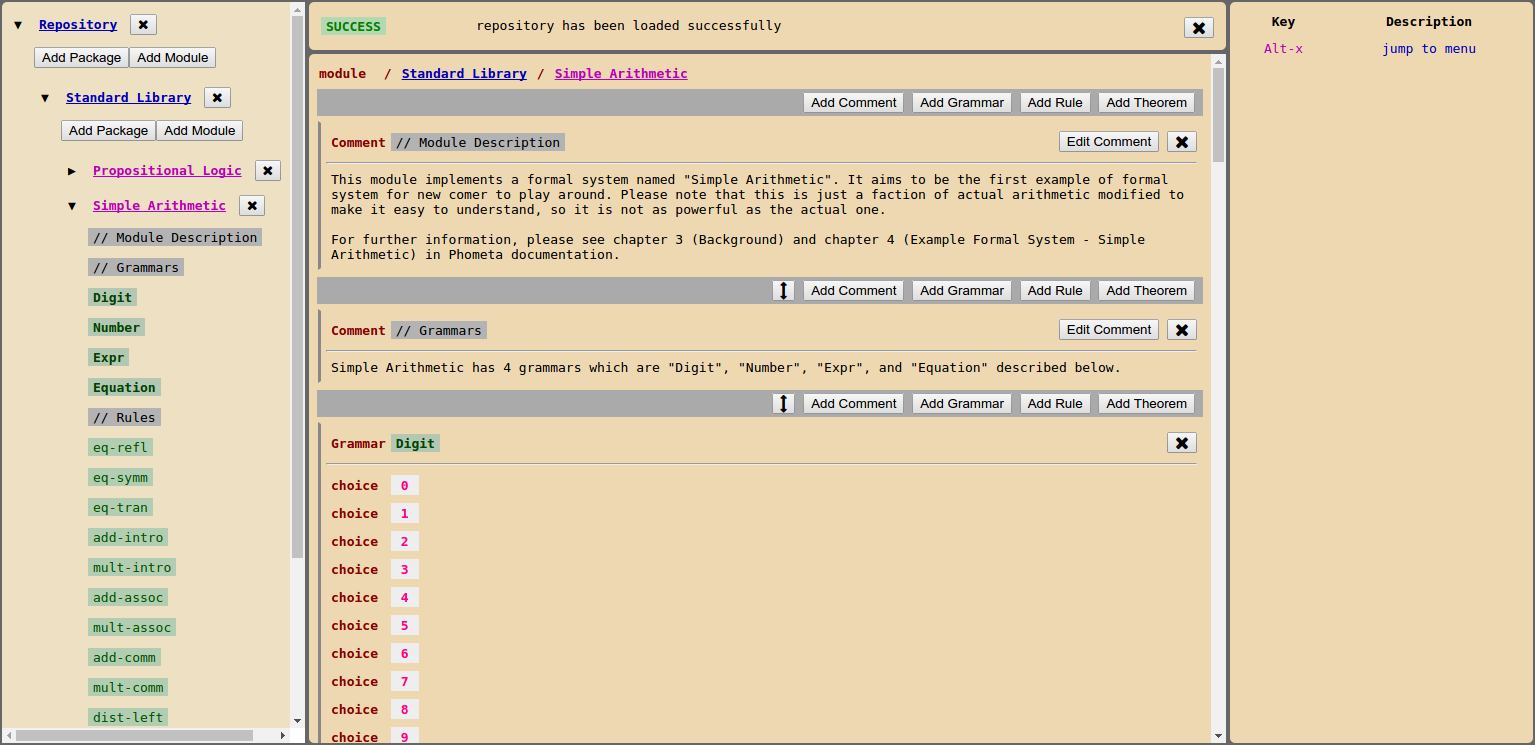 ▼ Repository ✖
Add Package Add Module
▼ Standard Library ✖
Add Package Add Module
► Propositional Logic ✖
▼ Simple Arithmetic ✖
// Module Description
// Grammars
Digit
Number
Expr
Equation
// Rules
eq-refl
eq-symm
eq-tran
add-intro
mult-intro
add-assoc
mult-assoc
add-comm
mult-comm
dist-left
SUCCESS repository has been loaded successfully ✖
module / Standard Library / Simple Arithmetic
Add Comment Add Grammar Add Rule Add Theorem
Comment // Module Description Edit Comment ✖
This module implements a formal system named "Simple Arithmetic". It aims to be the first example of formal
system for new comer to play around. Please note that this is just a faction of actual arithmetic modified to
make it easy to understand, so it is not as powerful as the actual one.
For further information, please see chapter 3 (Background) and chapter 4 (Example Formal System - Simple
Arithmetic) in Phometa documentation.
Add Comment Add Grammar Add Rule Add Theorem
Comment // Grammars Edit Comment ✖
Simple Arithmetic has 4 grammars which are "Digit", "Number", "Expr", and "Equation" described below.
Add Comment Add Grammar Add Rule Add Theorem
Grammar Digit ✖
choice 0
choice 1
choice 2
choice 3
choice 4
choice 5
choice 6
choice 7
choice 8
choice 9
Key Description
Alt-x jump to menu